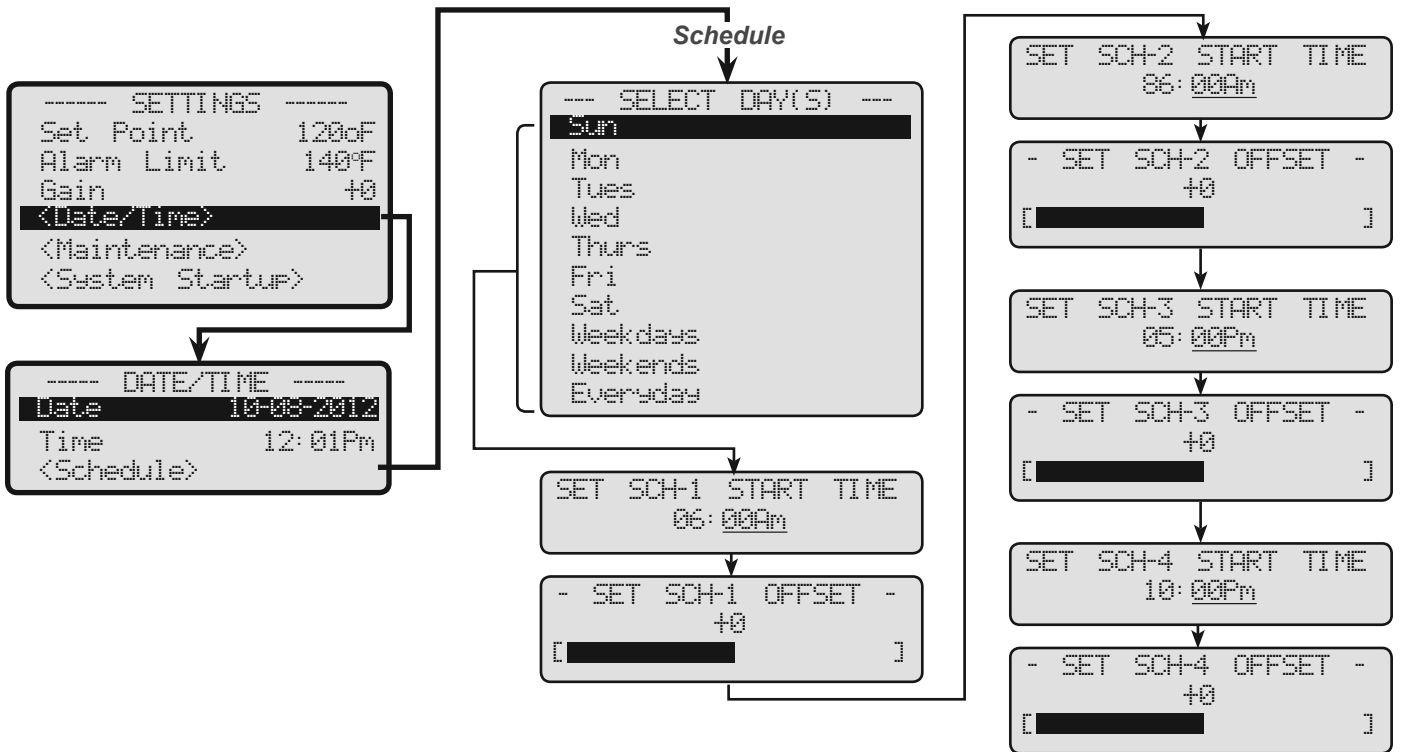 Schedule
------ SETTINGS ------
Set Point 120oF
Alarm Limit 140°F
Gain +0
<Date/Time>
<Maintenance>
<System Startup>
----- DATE/TIME -----
Date 10-08-2012
Time 12:01Pm
<Schedule>
--- SELECT DAY(S) ---
Sun
Mon
Tues
Wed
Thurs
Fri
Sat
Weekdays
Weekends
Everyday
SET SCH-1 START TIME
06:00Am
- SET SCH-1 OFFSET -
+0
[ ]
SET SCH-2 START TIME
86:00Am
- SET SCH-2 OFFSET -
+0
[ ]
SET SCH-3 START TIME
05:00Pm
- SET SCH-3 OFFSET -
+0
[ ]
SET SCH-4 START TIME
10:00Pm
- SET SCH-4 OFFSET -
+0
[ ]